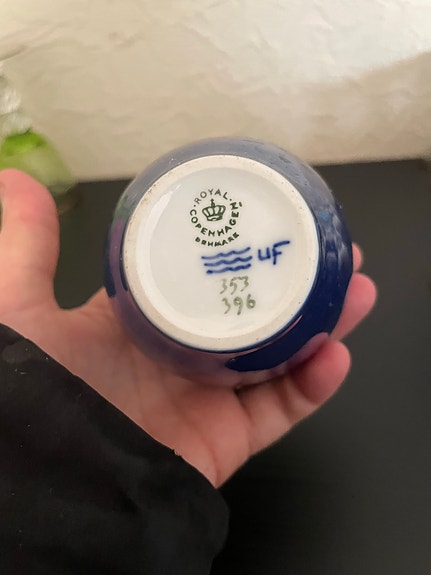 ROYAL
COPENHAGEN
DENMARK
UF
353
396